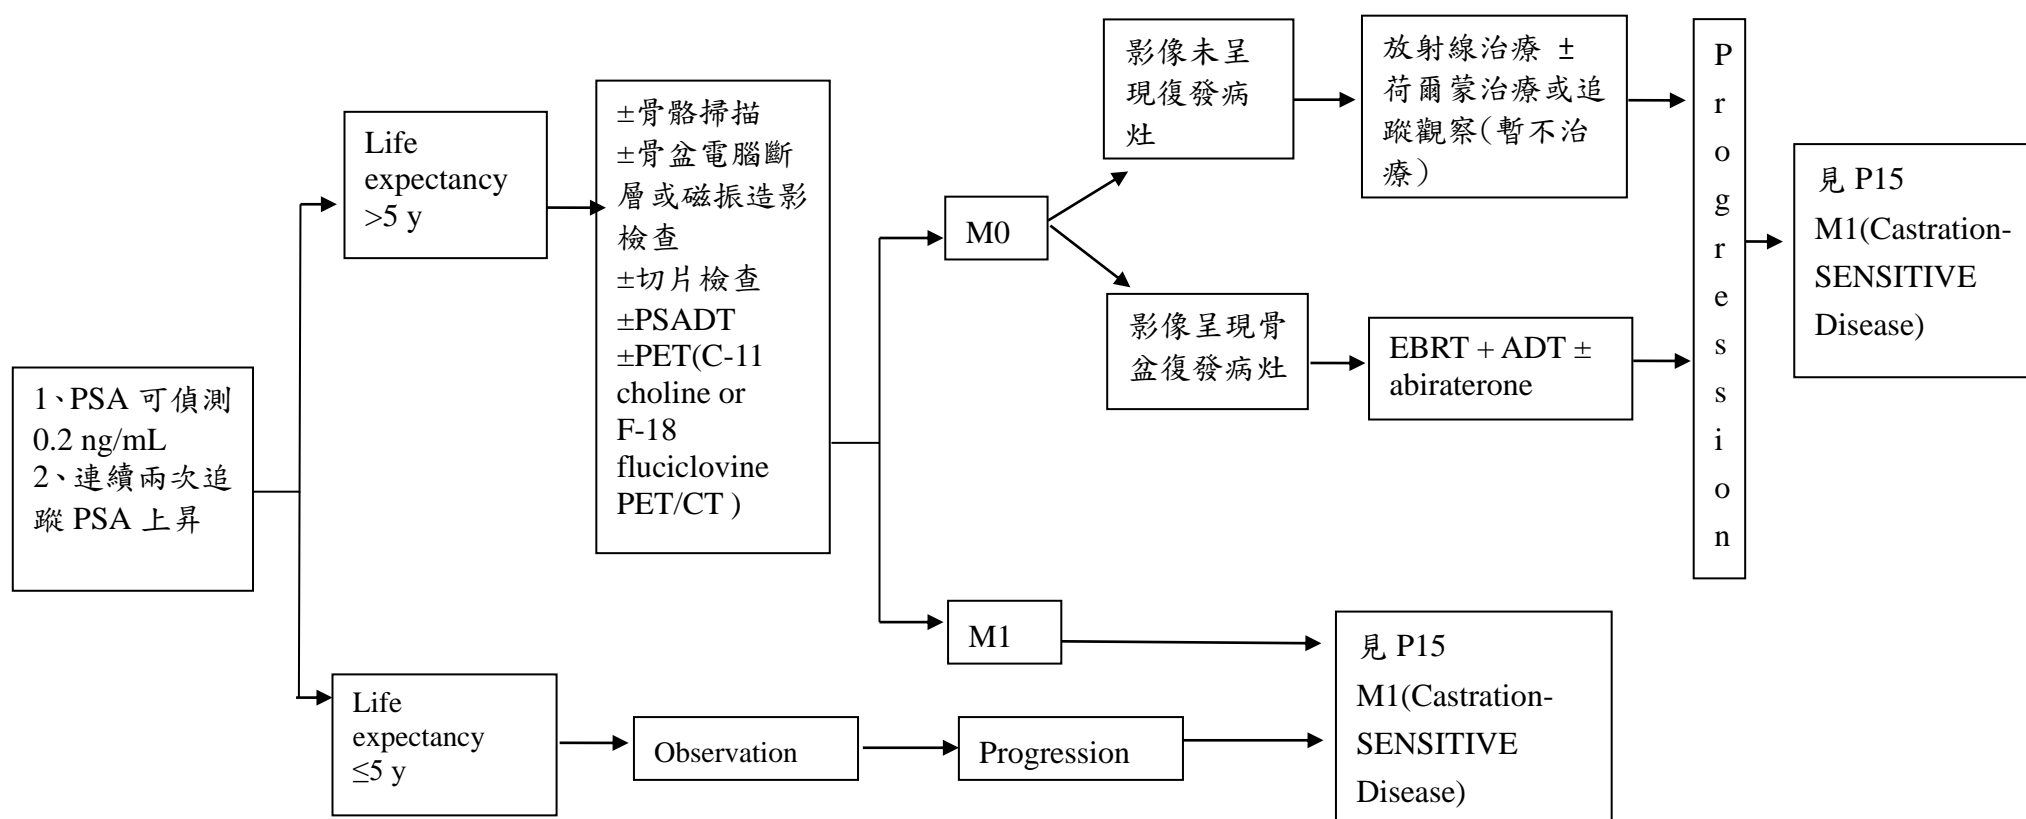 1、PSA 可偵測
0.2 ng/mL
2、連續兩次追
蹤 PSA 上昇
Life
expectancy
>5 y
±骨骼掃描
±骨盆電腦斷
層或磁振造影
檢查
±切片檢查
±PSADT
±PET(C-11
choline or
F-18
fluciclovine
PET/CT )
M0
影像未呈
現復發病
灶
放射線治療 ±
荷爾蒙治療或追
蹤觀察(暫不治
療)
影像呈現骨
盆復發病灶
EBRT + ADT ±
abiraterone
P
r
o
g
r
e
s
s
i
o
n
見 P15
M1(Castration-
SENSITIVE
Disease)
M1
見 P15
M1(Castration-
SENSITIVE
Disease)
Life
expectancy
≤5 y
Observation
Progression